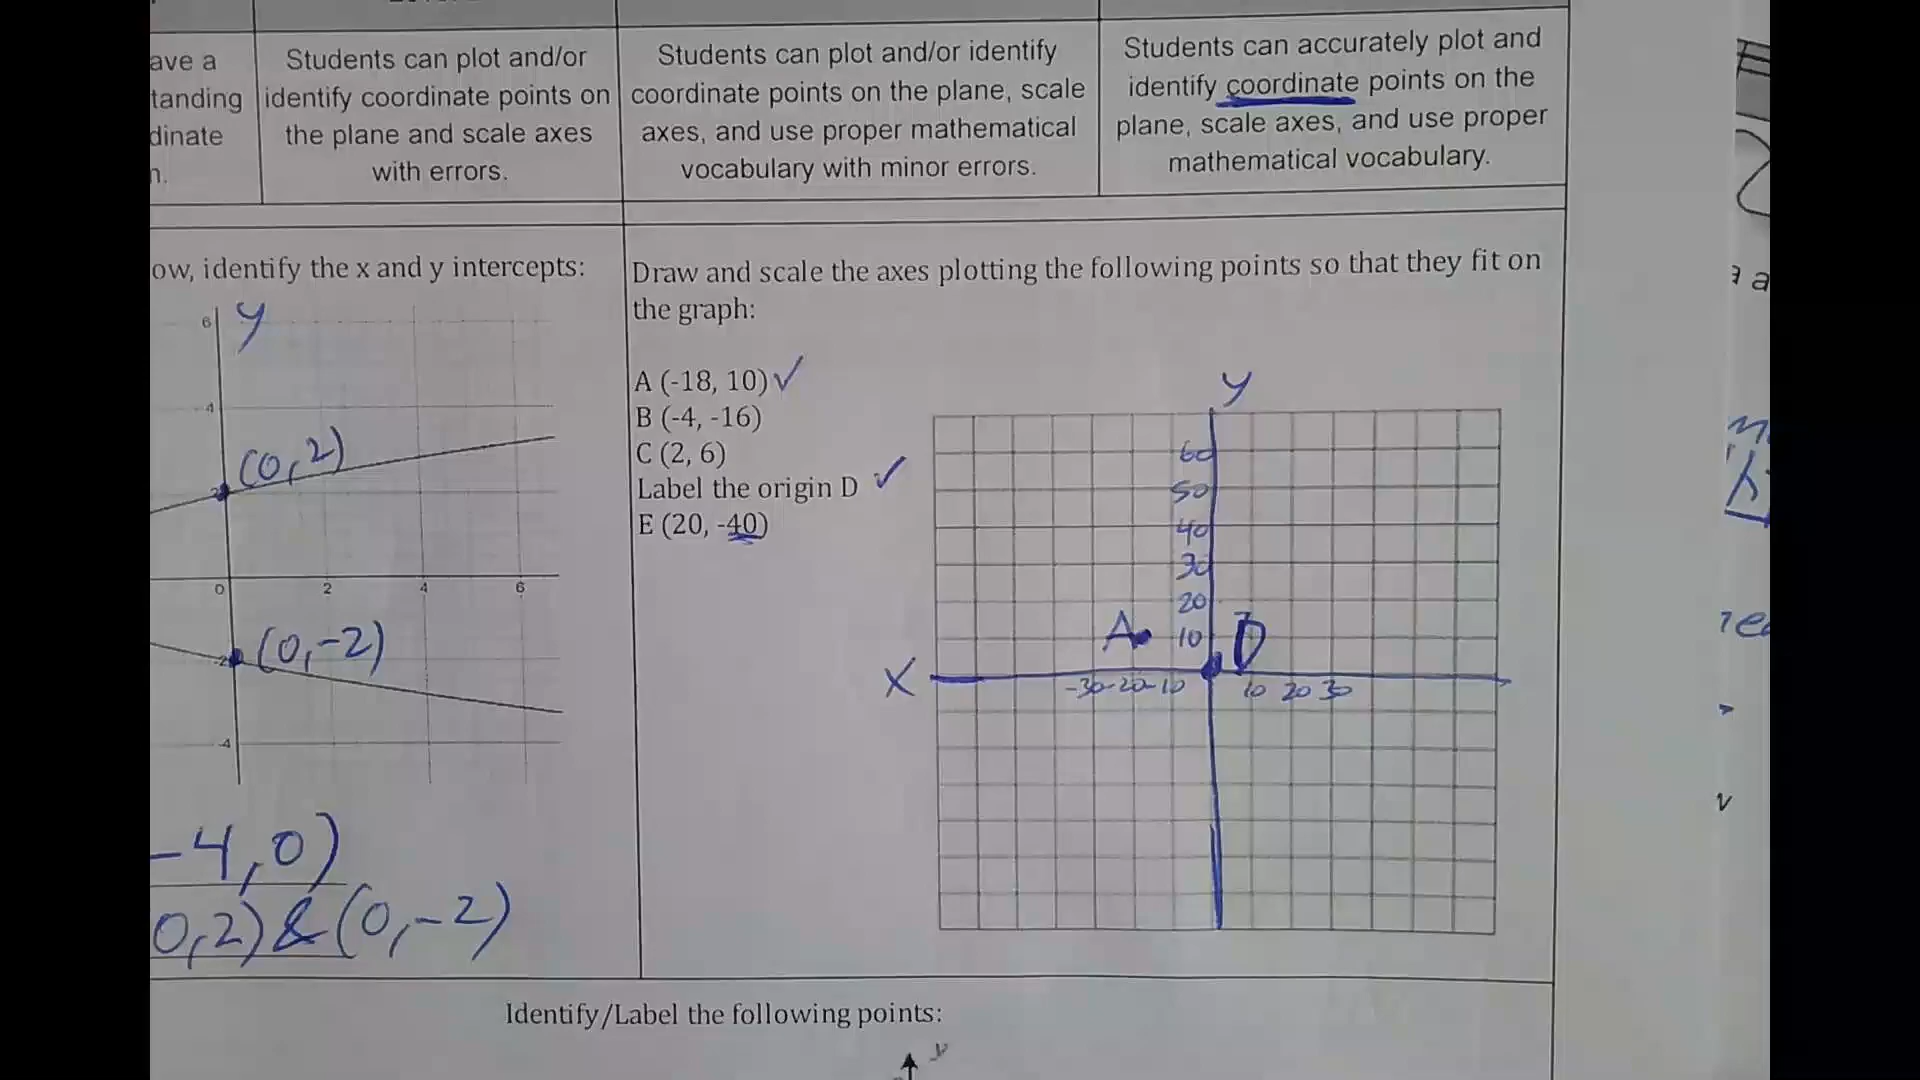 ave a
tanding
dinate
n.
Students can plot and/or
identify coordinate points on
the plane and scale axes
with errors.
Students can plot and/or identify
coordinate points on the plane, scale
axes, and use proper mathematical
vocabulary with minor errors.
Students can accurately plot and
identify coordinate points on the
plane, scale axes, and use proper
mathematical vocabulary.
ow, identify the x and y intercepts:
6
y
4
(0,2)
0
2
4
6
-2
(0,-2)
-4
-4,0)
0,2) & (0,-2)
Draw and scale the axes plotting the following points so that they fit on
the graph:
A (-18, 10) ✓
B (-4, -16)
C (2, 6)
Label the origin D ✓
E (20, -40)
y
60
50
40
30
20
A
10
D
X
-30 -20 -10
10 20 30
Identify/Label the following points:
y